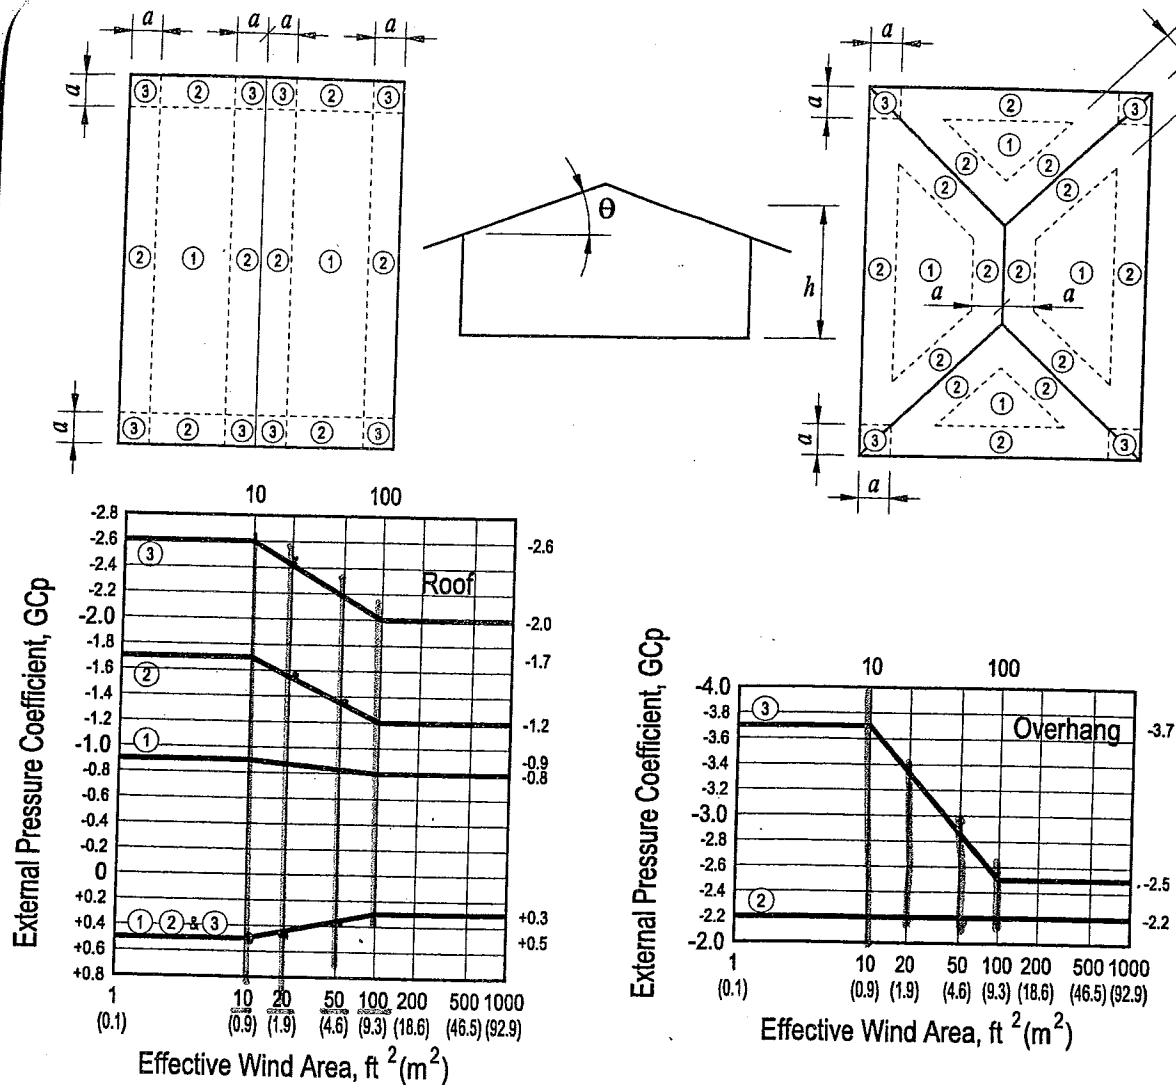 a a a a
a
③ ② ③ ③ ② ③
② ① ② ② ① ②
a
③ ② ③ ③ ② ③
θ
h
a
a
③ ② ③
①
② ② ② ②
② ① ② ② ① ②
a a
② ② ② ②
①
a
③ ② ③
a
10 100
External Pressure Coefficient, GCp
-2.8
-2.6
-2.4
-2.2
-2.0
-1.8
-1.6
-1.4
-1.2
-1.0
-0.8
-0.6
-0.4
-0.2
0
+0.2
+0.4
+0.6
+0.8
③
②
①
① ② & ③
Roof
-2.6
-2.0
-1.7
-1.2
-0.9
-0.8
+0.3
+0.5
1 10 20 50 100 200 500 1000
(0.1) (0.9) (1.9) (4.6) (9.3) (18.6) (46.5) (92.9)
Effective Wind Area, ft ²(m²)
10 100
External Pressure Coefficient, GCp
-4.0
-3.8
-3.6
-3.4
-3.2
-3.0
-2.8
-2.6
-2.4
-2.2
-2.0
③
②
Overhang
-3.7
-2.5
-2.2
1 10 20 50 100 200 500 1000
(0.1) (0.9) (1.9) (4.6) (9.3) (18.6) (46.5) (92.9)
Effective Wind Area, ft ²(m²)